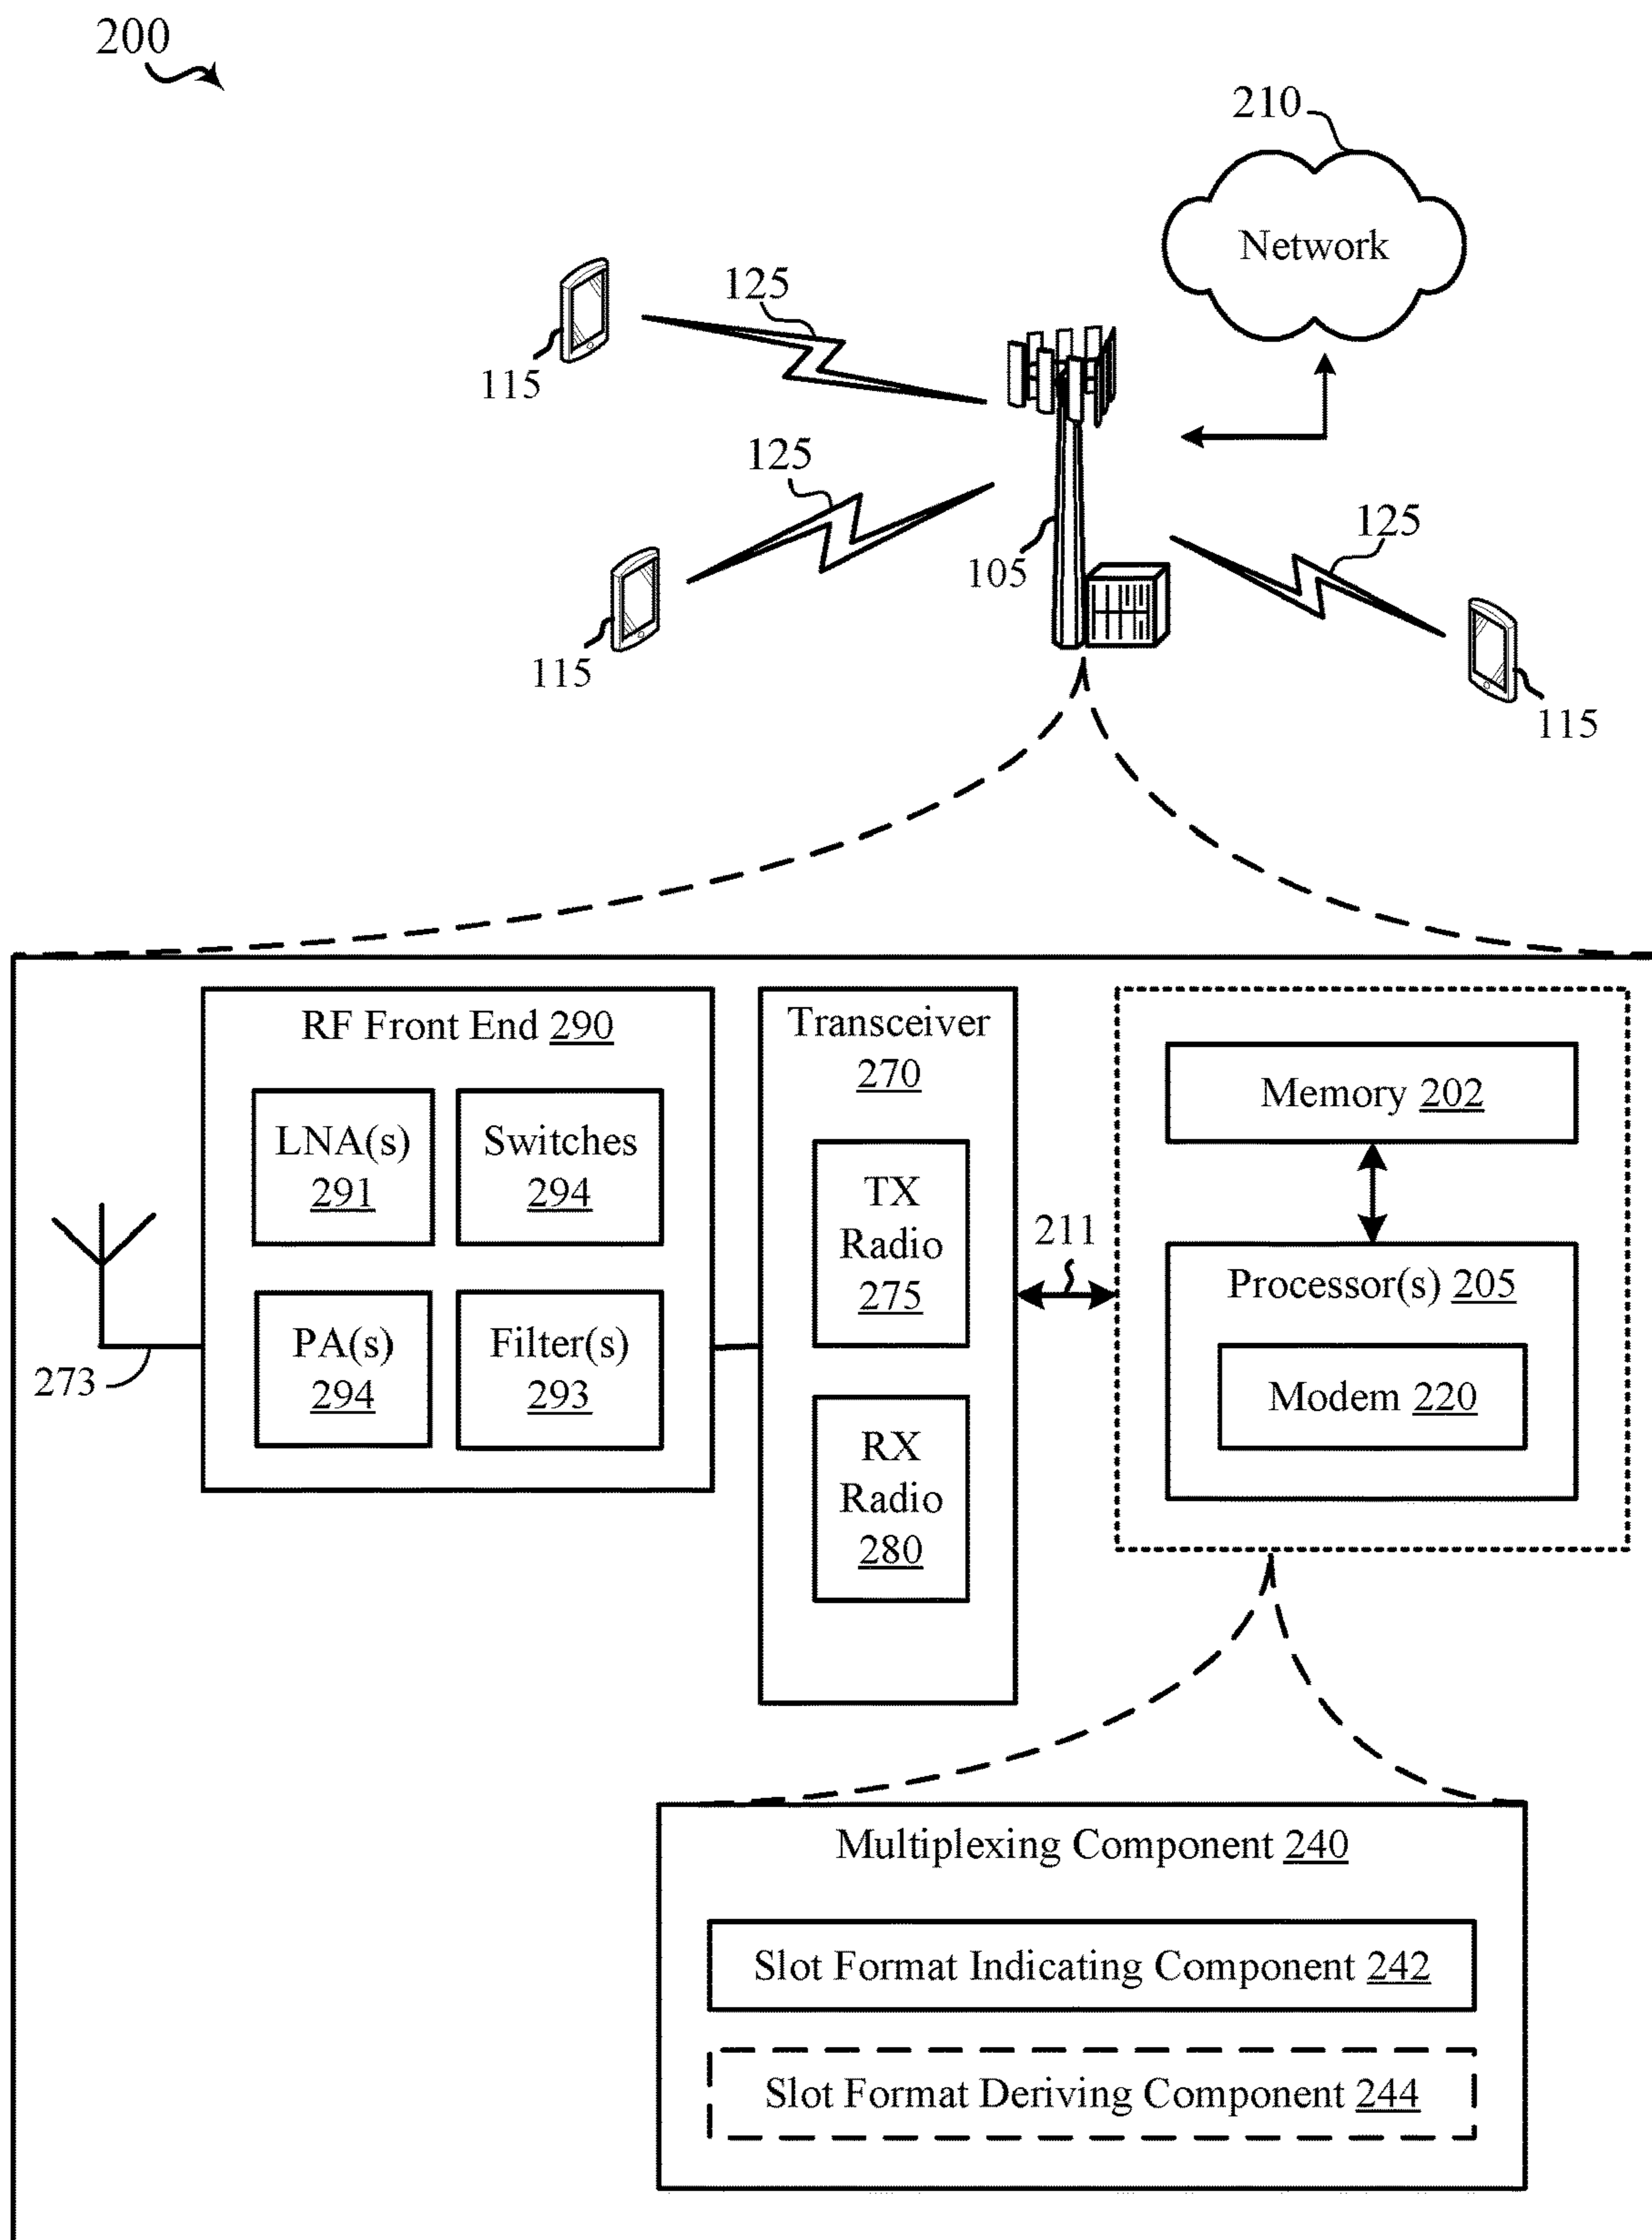 200
210
Network
125
115
125
105
125
115
115
RF Front End 290
LNA(s)
291
Switches
294
PA(s)
294
Filter(s)
293
273
Transceiver
270
TX
Radio
275
RX
Radio
280
211
Memory 202
Processor(s) 205
Modem 220
Multiplexing Component 240
Slot Format Indicating Component 242
Slot Format Deriving Component 244